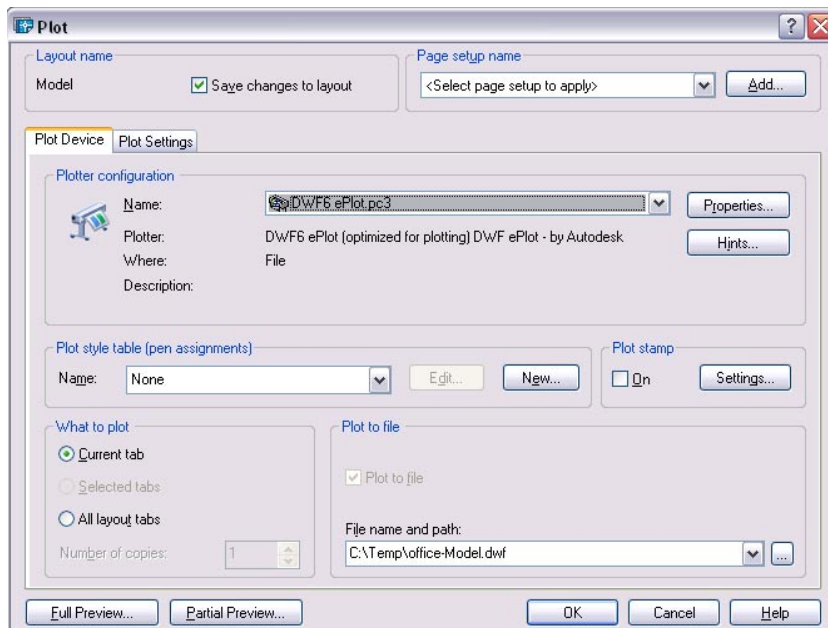 Plot
Layout name
Model
Save changes to layout
Page setup name
<Select page setup to apply>
Add...
Plot Device
Plot Settings
Plotter configuration
Name:
DWF6 ePlot.pc3
Properties...
Plotter:
DWF6 ePlot (optimized for plotting) DWF ePlot - by Autodesk
Hints...
Where:
File
Description:
Plot style table (pen assignments)
Name:
None
Edit...
New...
Plot stamp
On
Settings...
What to plot
Current tab
Selected tabs
All layout tabs
Number of copies:
1
Plot to file
Plot to file
File name and path:
C:\Temp\office-Model.dwf
...
Full Preview...
Partial Preview...
OK
Cancel
Help